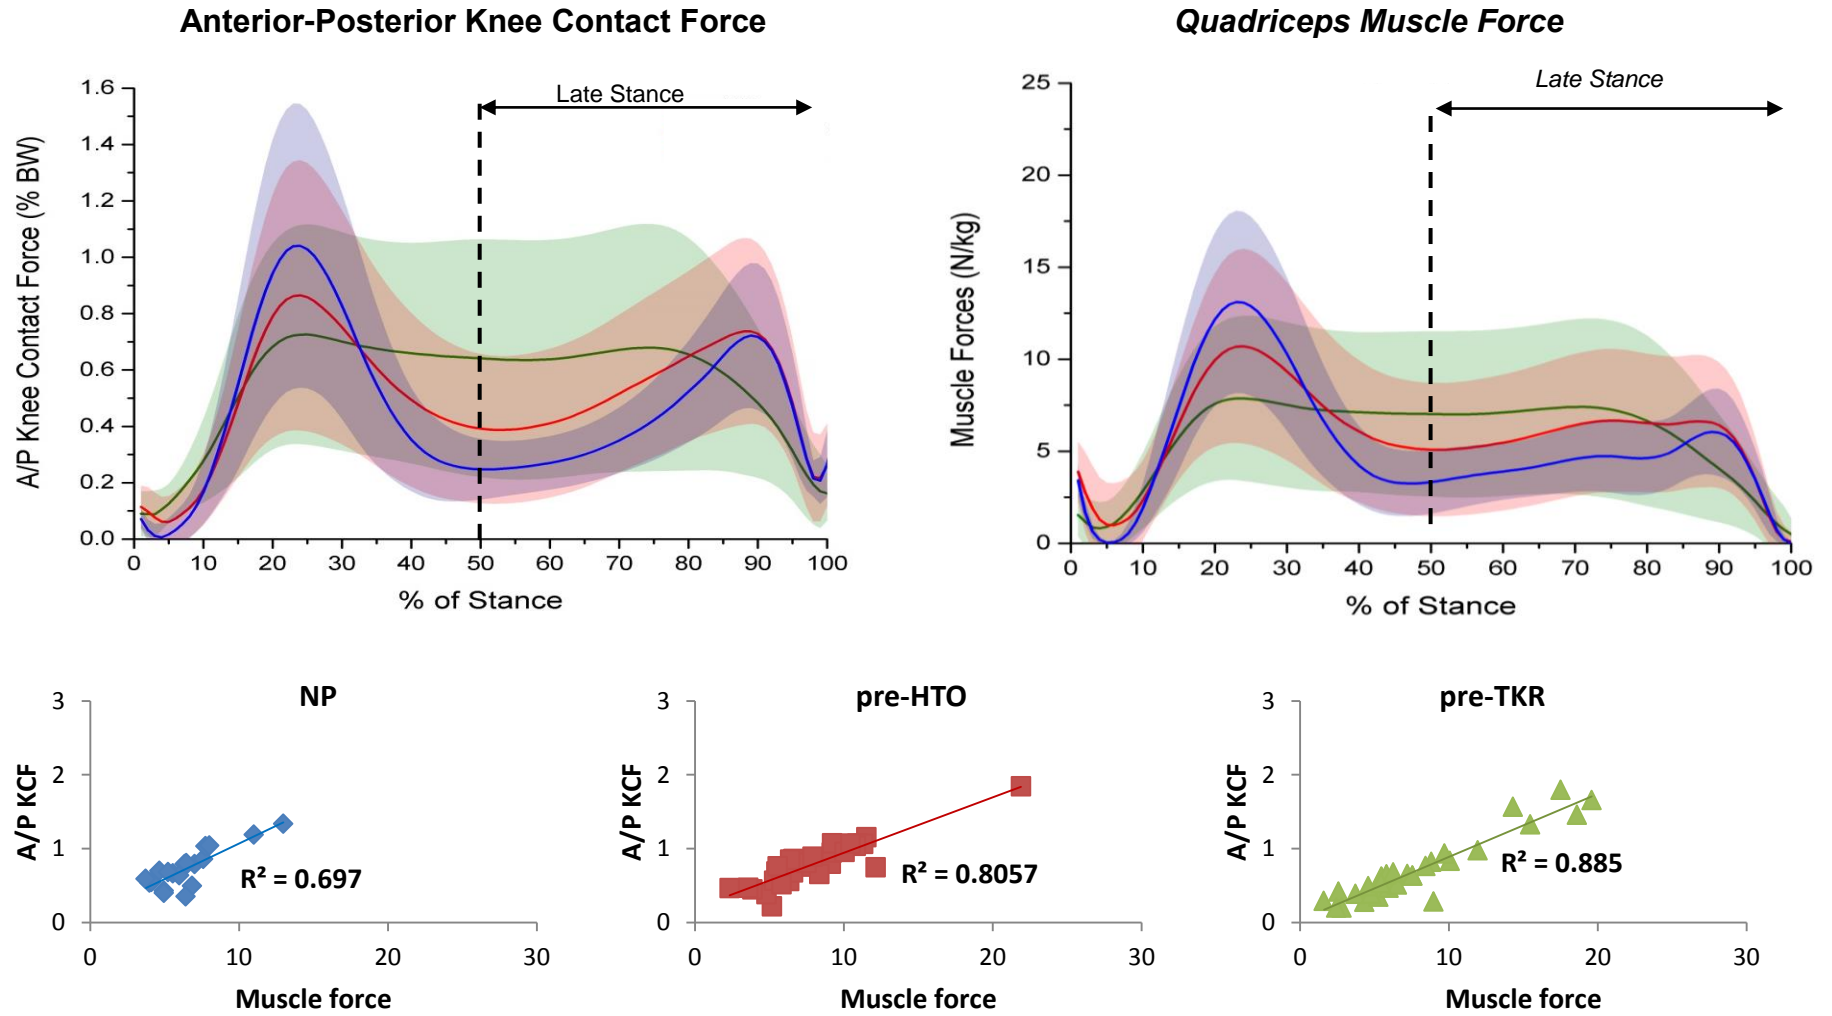 Anterior-Posterior Knee Contact Force
Quadriceps Muscle Force
A/P Knee Contact Force (% BW)
1.6
1.4
1.2
1.0
0.8
0.6
0.4
0.2
0.0
Late Stance
0 10 20 30 40 50 60 70 80 90 100
% of Stance
Muscle Forces (N/kg)
25
20
15
10
5
0
Late Stance
0 10 20 30 40 50 60 70 80 90 100
% of Stance
NP
A/P KCF
3
2
1
0
R² = 0.697
0 10 20 30
Muscle force
pre-HTO
A/P KCF
3
2
1
0
R² = 0.8057
0 10 20 30
Muscle force
pre-TKR
A/P KCF
3
2
1
0
R² = 0.885
0 10 20 30
Muscle force